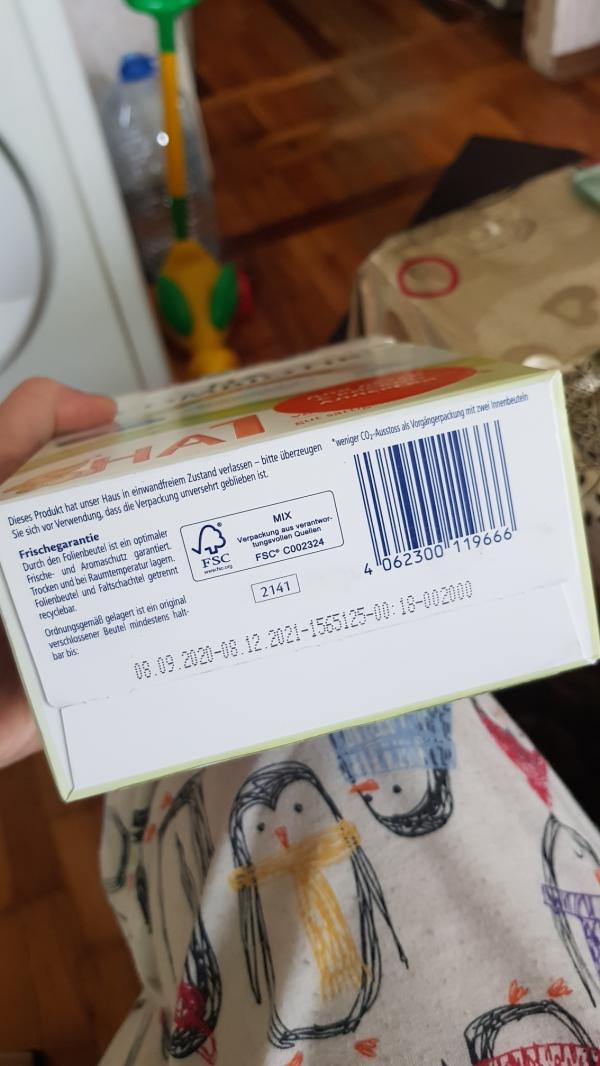 HA1
*weniger CO₂-Ausstoss als Vorgängerpackung mit zwei Innenbeuteln
Dieses Produkt hat unser Haus in einwandfreiem Zustand verlassen – bitte überzeugen
Sie sich vor Verwendung, dass die Verpackung unversehrt geblieben ist.
Frischegarantie
Durch den Folienbeutel ist ein optimaler
Frische- und Aromaschutz garantiert.
Trocken und bei Raumtemperatur lagern.
Folienbeutel und Faltschachtel getrennt
recyclebar.
Ordnungsgemäß gelagert ist ein original
verschlossener Beutel mindestens halt-
bar bis:
FSC
www.fsc.org
MIX
Verpackung aus verantwor-
tungsvollen Quellen
FSC® C002324
2141
4 062300 119666
08.09.2020-08.12.2021-1565125-00:18-002000